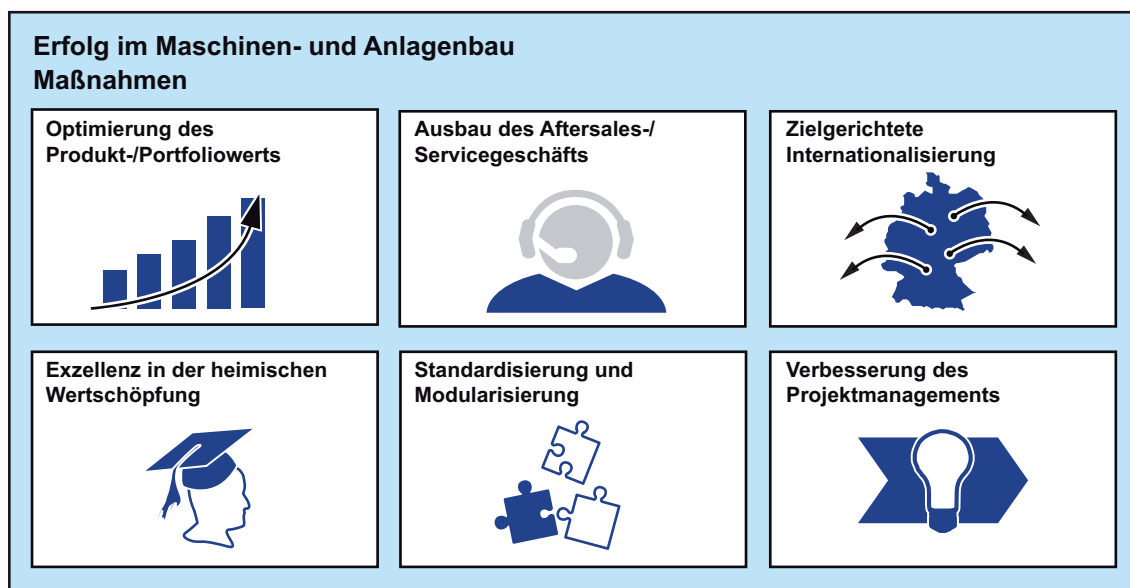 Erfolg im Maschinen- und Anlagenbau
Maßnahmen
Optimierung des
Produkt-/Portfoliowerts
Ausbau des Aftersales-/
Servicegeschäfts
Zielgerichtete
Internationalisierung
Exzellenz in der heimischen
Wertschöpfung
Standardisierung und
Modularisierung
Verbesserung des
Projektmanagements